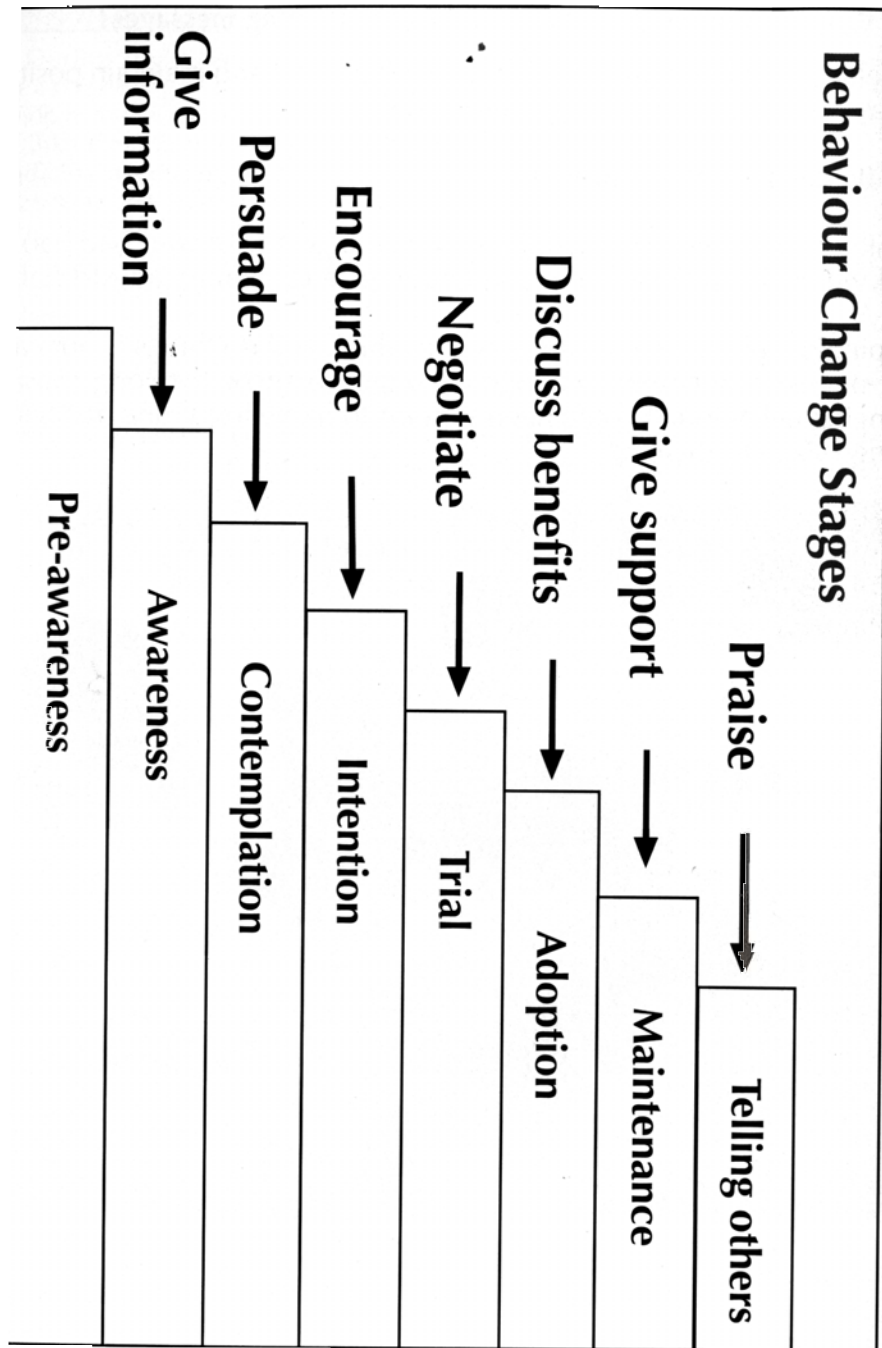 Behaviour Change Stages
Praise
Give support
Discuss benefits
Negotiate
Encourage
Persuade
Give
information
Telling others
Maintenance
Adoption
Trial
Intention
Contemplation
Awareness
Pre-awareness